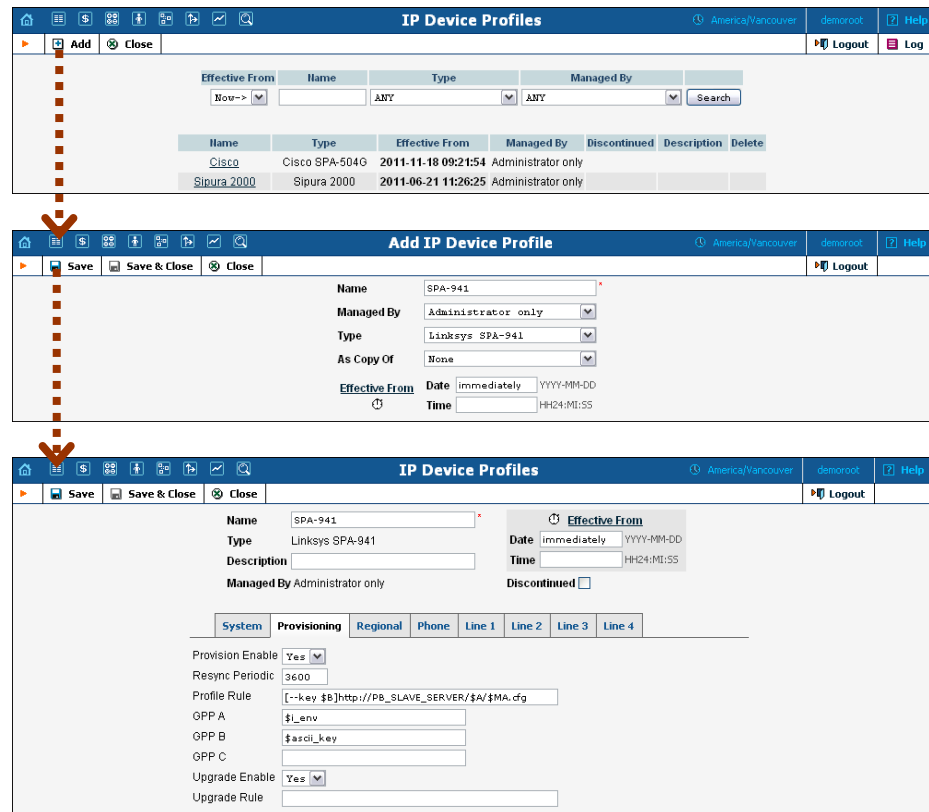 IP Device Profiles America/Vancouver demoroot ? Help
Add Close Logout Log
Effective From Name Type Managed By
Now-> ANY ANY Search
Name Type Effective From Managed By Discontinued Description Delete
Cisco Cisco SPA-504G 2011-11-18 09:21:54 Administrator only
Sipura 2000 Sipura 2000 2011-06-21 11:26:25 Administrator only
Add IP Device Profile America/Vancouver demoroot ? Help
Save Save & Close Close Logout
Name SPA-941 *
Managed By Administrator only
Type Linksys SPA-941
As Copy Of None
Effective From Date immediately YYYY-MM-DD
Time HH24:MI:SS
IP Device Profiles America/Vancouver demoroot ? Help
Save Save & Close Close Logout
Name SPA-941 * Effective From
Type Linksys SPA-941 Date immediately YYYY-MM-DD
Description Time HH24:MI:SS
Managed By Administrator only Discontinued
System Provisioning Regional Phone Line 1 Line 2 Line 3 Line 4
Provision Enable Yes
Resync Periodic 3600
Profile Rule [--key $B]http://PB_SLAVE_SERVER/$A/$MA.cfg
GPP A $i_env
GPP B $ascii_key
GPP C
Upgrade Enable Yes
Upgrade Rule